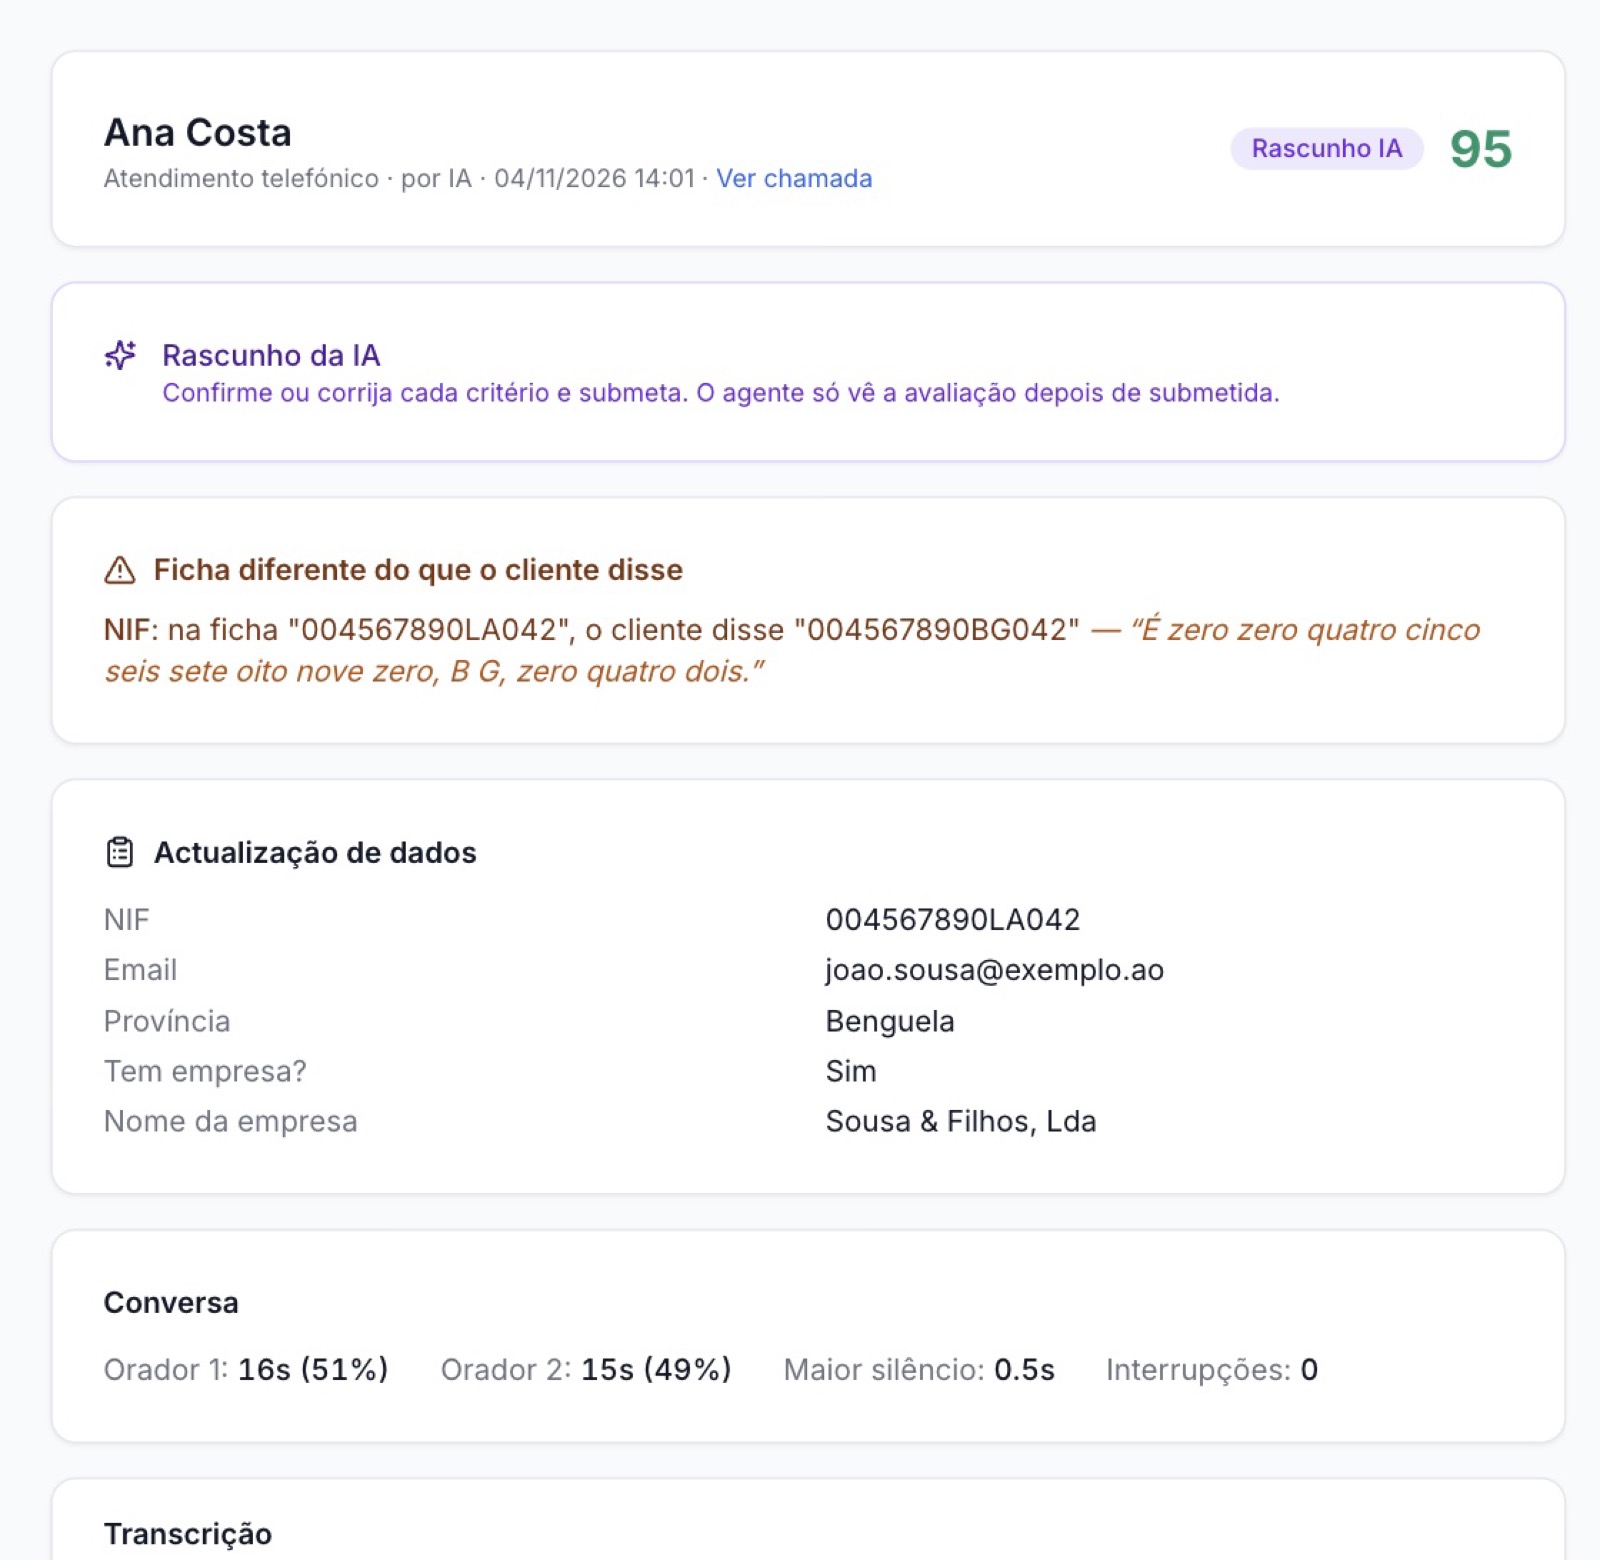 Ana Costa
Atendimento telefónico · por IA · 04/11/2026 14:01 · Ver chamada
Rascunho IA 95
Rascunho da IA
Confirme ou corrija cada critério e submeta. O agente só vê a avaliação depois de submetida.
Ficha diferente do que o cliente disse
NIF: na ficha "004567890LA042", o cliente disse "004567890BG042" — “É zero zero quatro cinco
seis sete oito nove zero, B G, zero quatro dois.”
Actualização de dados
NIF 004567890LA042
Email joao.sousa@exemplo.ao
Província Benguela
Tem empresa? Sim
Nome da empresa Sousa & Filhos, Lda
Conversa
Orador 1: 16s (51%) Orador 2: 15s (49%) Maior silêncio: 0.5s Interrupções: 0
Transcrição